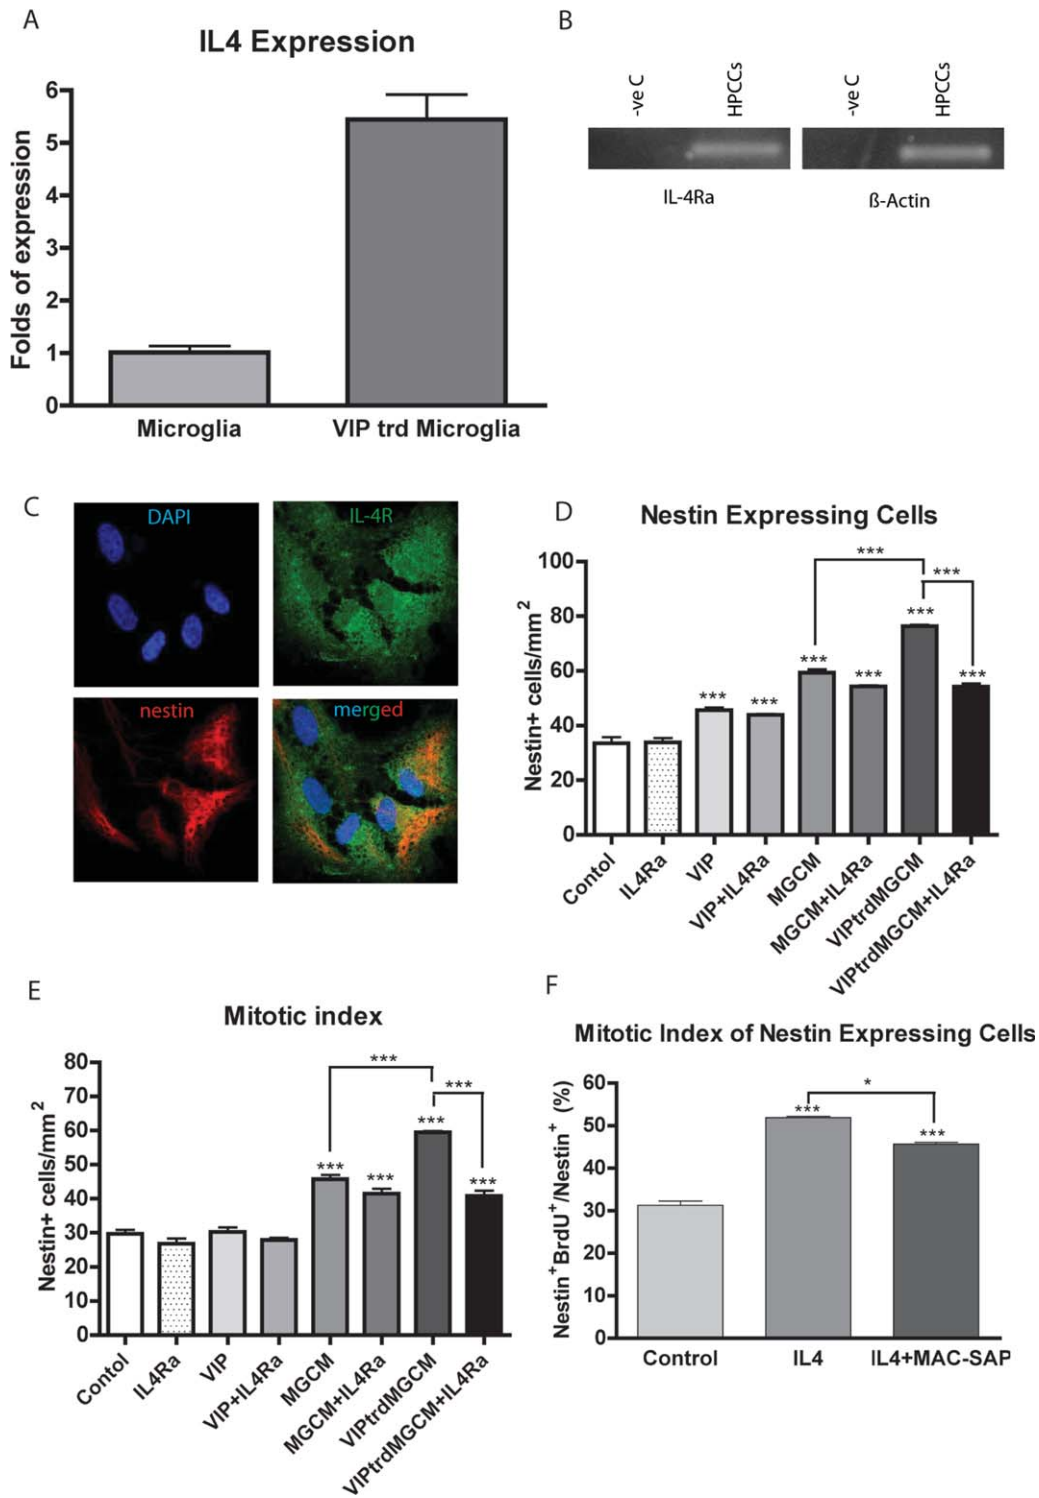 A
IL4 Expression
Folds of expression
6
5
4
3
2
1
0
Microglia
VIP trd Microglia
B
-ve C
HPCCs
-ve C
HPCCs
IL-4Ra
ß-Actin
C
DAPI
IL-4R
nestin
merged
D
Nestin Expressing Cells
Nestin+ cells/mm²
100
80
60
40
20
0
***
***
***
***
***
***
***
***
Contol
IL4Ra
VIP
VIP+IL4Ra
MGCM
MGCM+IL4Ra
VIPtrdMGCM
VIPtrdMGCM+IL4Ra
E
Mitotic index
Nestin+ cells/mm²
80
70
60
50
40
30
20
10
0
***
***
***
***
***
***
Contol
IL4Ra
VIP
VIP+IL4Ra
MGCM
MGCM+IL4Ra
VIPtrdMGCM
VIPtrdMGCM+IL4Ra
F
Mitotic Index of Nestin Expressing Cells
Nestin⁺BrdU⁺/Nestin⁺ (%)
60
50
40
30
20
10
0
*
***
***
Control
IL4
IL4+MAC-SAP